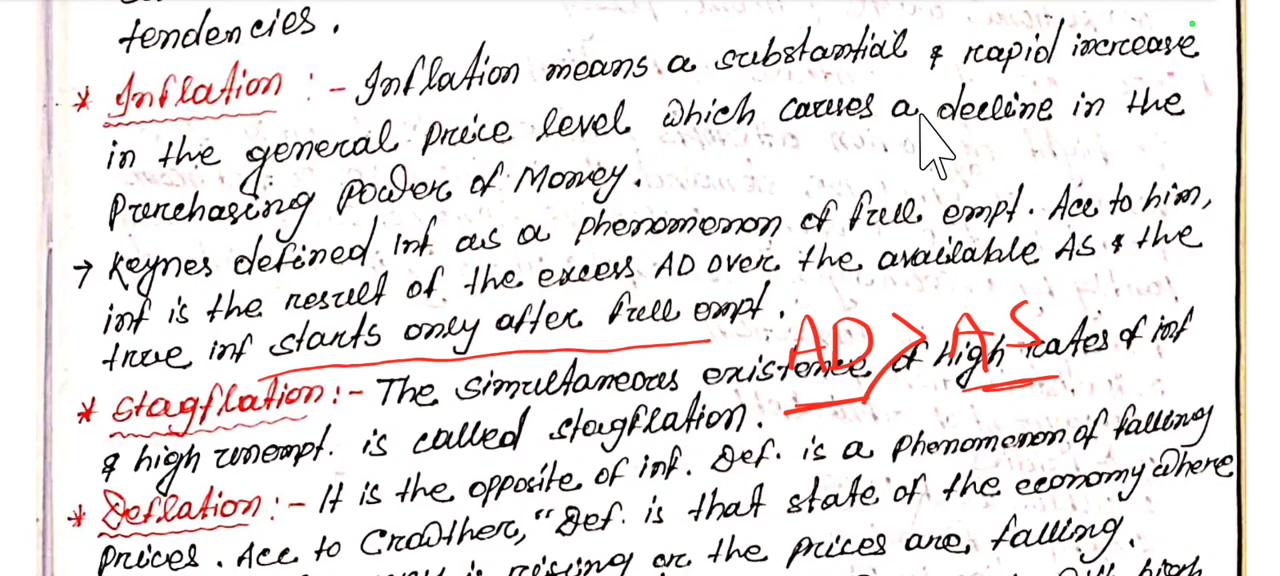 tendencies.
* Inflation :- Inflation means a substantial & rapid increase
in the general price level which causes a decline in the
Purchasing Power of Money.
→ Keynes defined inf as a phenomenon of full empt. Acc to him,
inf is the result of the excess AD over the available AS & the
true inf starts only after full empt.
AD > AS
* Stagflation :- The simultaneous existence of high rates of inf
& high unempt. is called stagflation.
* Deflation :- It is the opposite of inf. Def. is a phenomenon of falling
prices. Acc to Crowther, "Def. is that state of the economy where
is rising or the prices are falling.